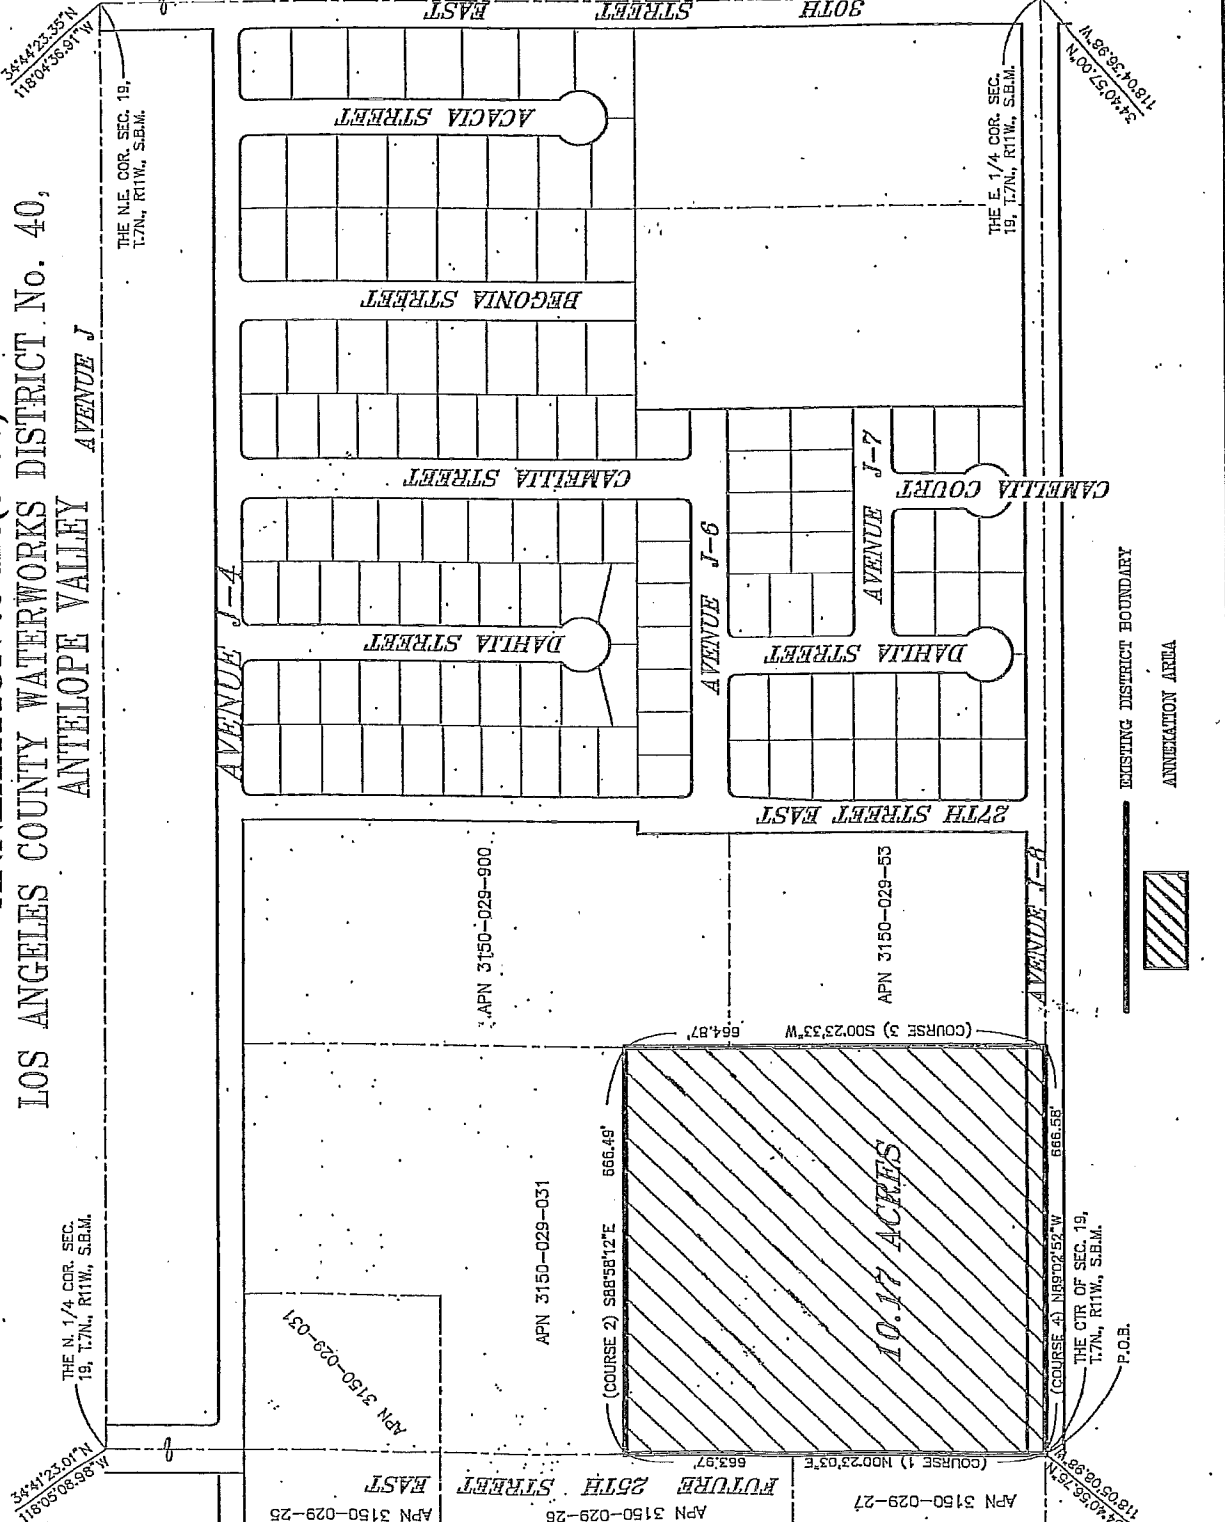 LOS ANGELES COUNTY WATERWORKS DISTRICT No. 40,
ANTELOPE VALLEY
34°41'23.01"N
118°05'08.98"W
THE N. 1/4 COR. SEC.
19, T.7N., R11W., S.B.M.
AVENUE J
THE N.E. COR. SEC. 19,
T.7N., R11W., S.B.M.
34°44'23.35"N
118°04'36.91"W
AVENUE J-4
30TH STREET EAST
ACACIA STREET
BEGONIA STREET
CAMELLIA STREET
DAHLIA STREET
AVENUE J-6
AVENUE J-7
CAMELLIA COURT
DAHLIA STREET
27TH STREET EAST
APN 3150-029-25
APN 3150-029-26
APN 3150-029-27
FUTURE 25TH STREET EAST
APN 3150-029-031
APN 3150-029-031
APN 3150-029-900
APN 3150-029-53
(COURSE 1) N00°23'03"E
663.97'
(COURSE 2) S88°58'12"E 666.49'
(COURSE 3) S00°23'33"W
664.87'
(COURSE 4) N89°02'52"W 666.58'
10.17 ACRES
AVENUE J-8
THE E. 1/4 COR. SEC.
19, T.7N., R11W., S.B.M.
34°40'57.00"N
118°04'36.98"W
THE CTR OF SEC. 19,
T.7N., R11W., S.B.M.
P.O.B.
118°05'08.98"W
EXISTING DISTRICT BOUNDARY
ANNEXATION AREA